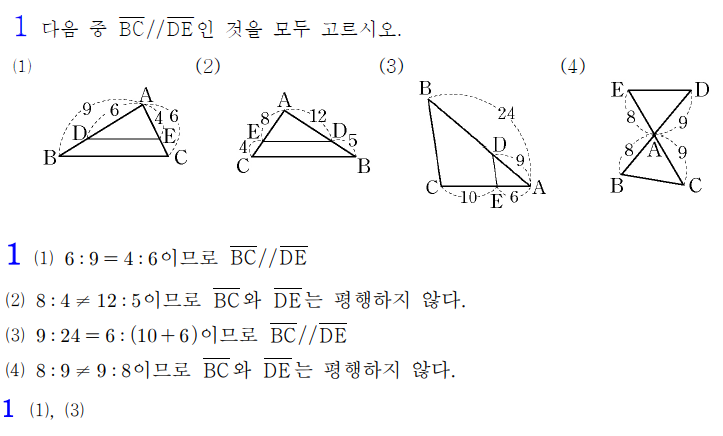 1 다음 중 BC//DE인 것을 모두 고르시오.
(1) (2) (3) (4)
9 6 A 4 6 D E B C
A 8 12 E D 5 4 C B
B 24 D 9 C 10 E 6 A
E D 8 9 8 A 9 B C
1 (1) 6 : 9 = 4 : 6이므로 BC//DE
(2) 8 : 4 ≠ 12 : 5이므로 BC와 DE는 평행하지 않다.
(3) 9 : 24 = 6 : (10+6)이므로 BC//DE
(4) 8 : 9 ≠ 9 : 8이므로 BC와 DE는 평행하지 않다.
1 (1), (3)